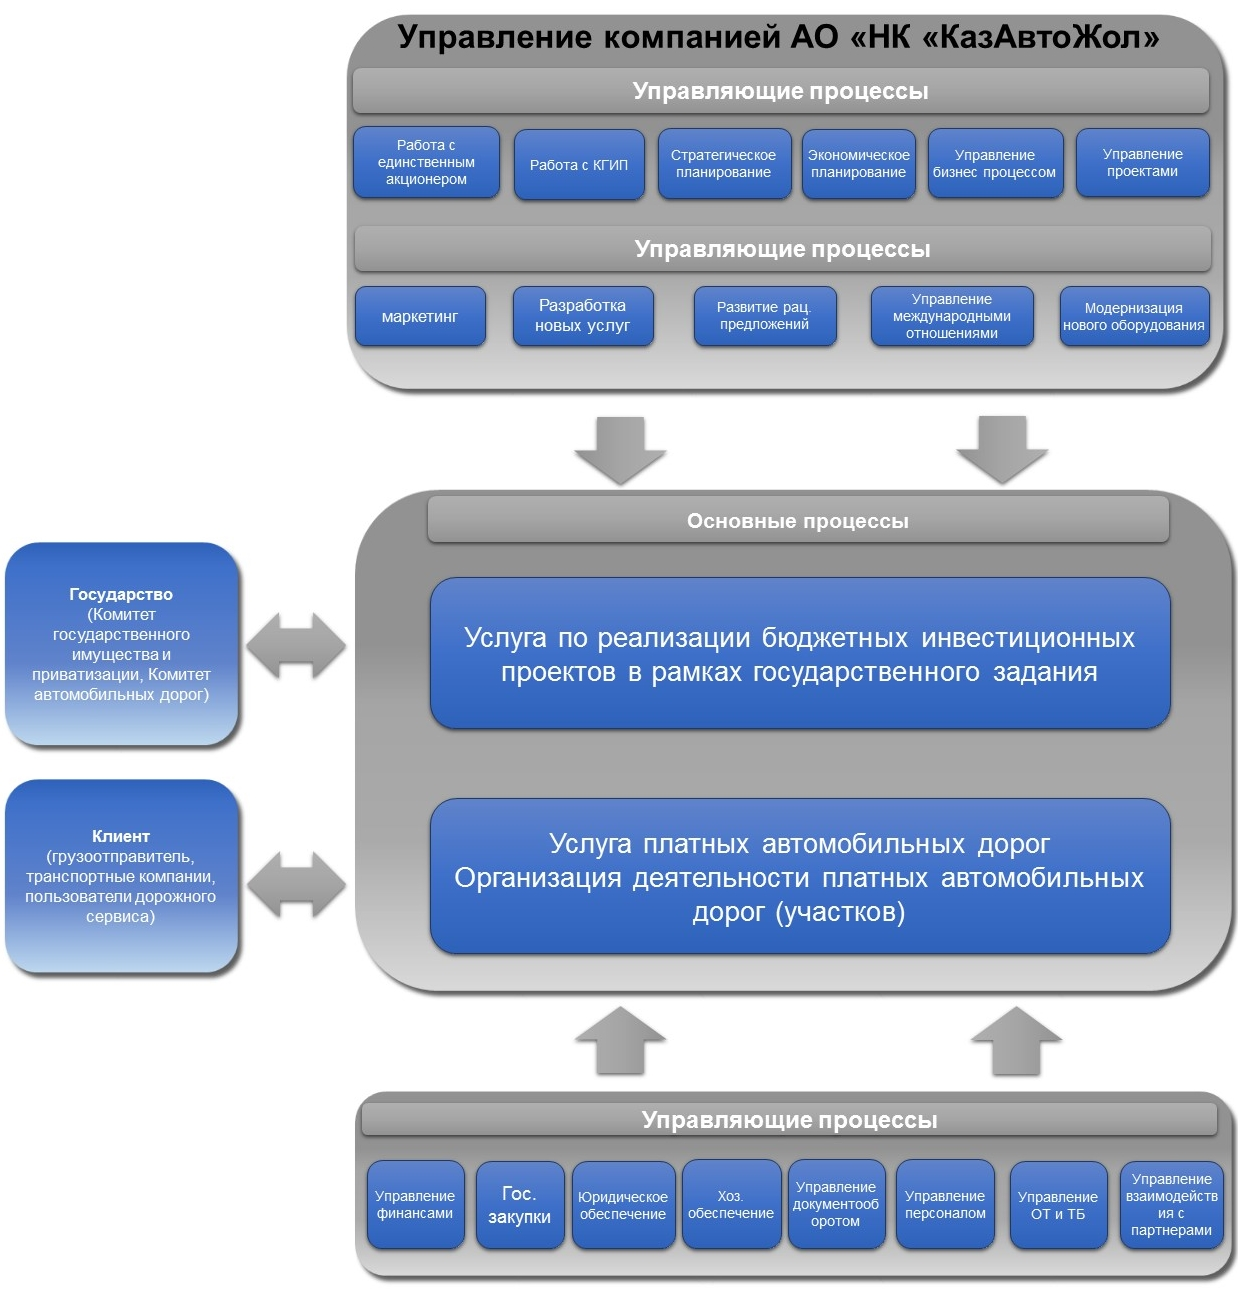 Управление компанией АО «НК «КазАвтоЖол»
Управляющие процессы
Работа с
единственным
акционером
Работа с КГИП
Стратегическое
планирование
Экономическое
планирование
Управление
бизнес процессом
Управление
проектами
Управляющие процессы
маркетинг
Разработка
новых услуг
Развитие рац.
предложений
Управление
международными
отношениями
Модернизация
нового оборудования
Основные процессы
Государство
(Комитет
государственного
имущества и
приватизации, Комитет
автомобильных дорог)
Услуга по реализации бюджетных инвестиционных
проектов в рамках государственного задания
Клиент
(грузоотправитель,
транспортные компании,
пользователи дорожного
сервиса)
Услуга платных автомобильных дорог
Организация деятельности платных автомобильных
дорог (участков)
Управляющие процессы
Управление
финансами
Гос.
закупки
Юридическое
обеспечение
Хоз.
обеспечение
Управление
документооб
оротом
Управление
персоналом
Управление
ОТ и ТБ
Управление
взаимодейств
ия с
партнерами